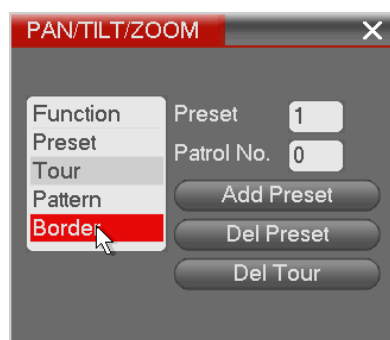 PAN/TILT/ZOOM
Function
Preset
Tour
Pattern
Border
Preset 1
Patrol No. 0
Add Preset
Del Preset
Del Tour